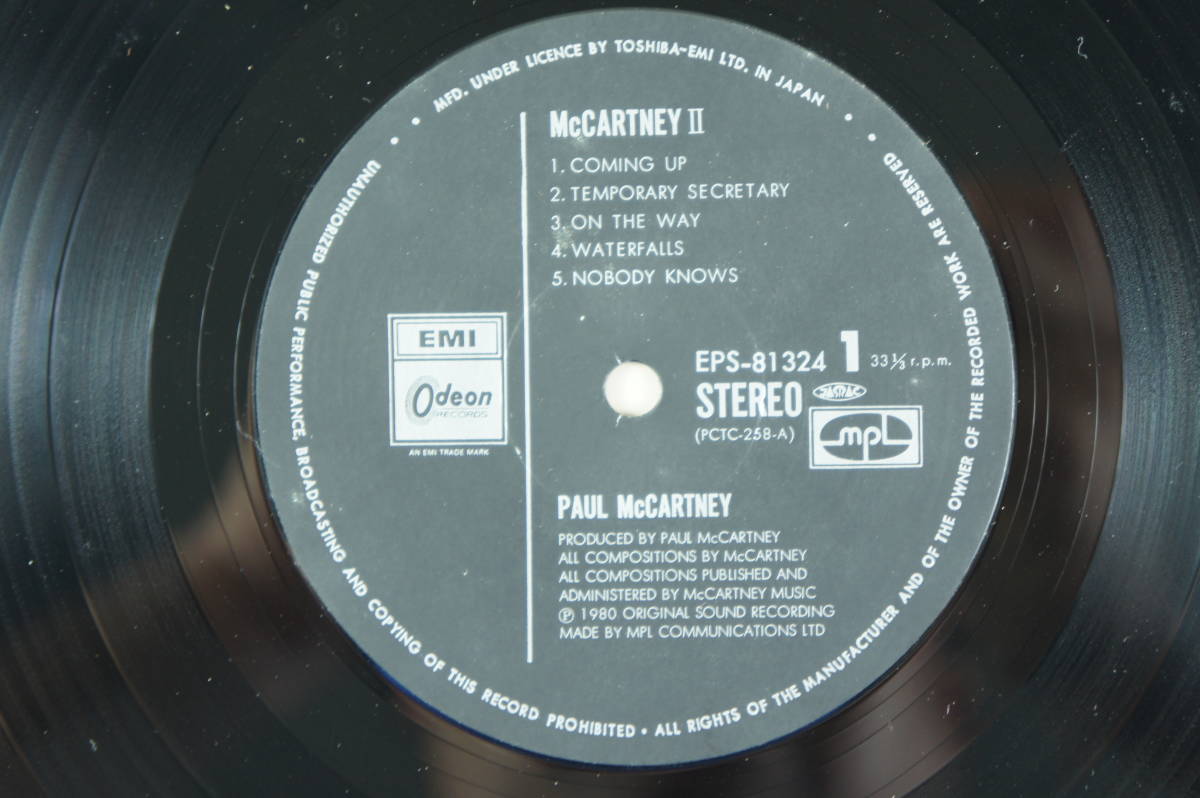 MFD. UNDER LICENCE BY TOSHIBA-EMI LTD. IN JAPAN
McCARTNEY II
1. COMING UP
2. TEMPORARY SECRETARY
3. ON THE WAY
4. WATERFALLS
5. NOBODY KNOWS
EMI
Odeon
RECORDS
AN EMI TRADE MARK
EPS-81324 1 33⅓ r.p.m.
STEREO JASRAC
(PCTC-258-A)
mpl
PAUL McCARTNEY
PRODUCED BY PAUL McCARTNEY
ALL COMPOSITIONS BY McCARTNEY
ALL COMPOSITIONS PUBLISHED AND
ADMINISTERED BY McCARTNEY MUSIC
℗ 1980 ORIGINAL SOUND RECORDING
MADE BY MPL COMMUNICATIONS LTD
UNAUTHORIZED PUBLIC PERFORMANCE, BROADCASTING AND COPYING OF THIS RECORD PROHIBITED • ALL RIGHTS OF THE MANUFACTURER AND OF THE OWNER OF THE RECORDED WORK ARE RESERVED